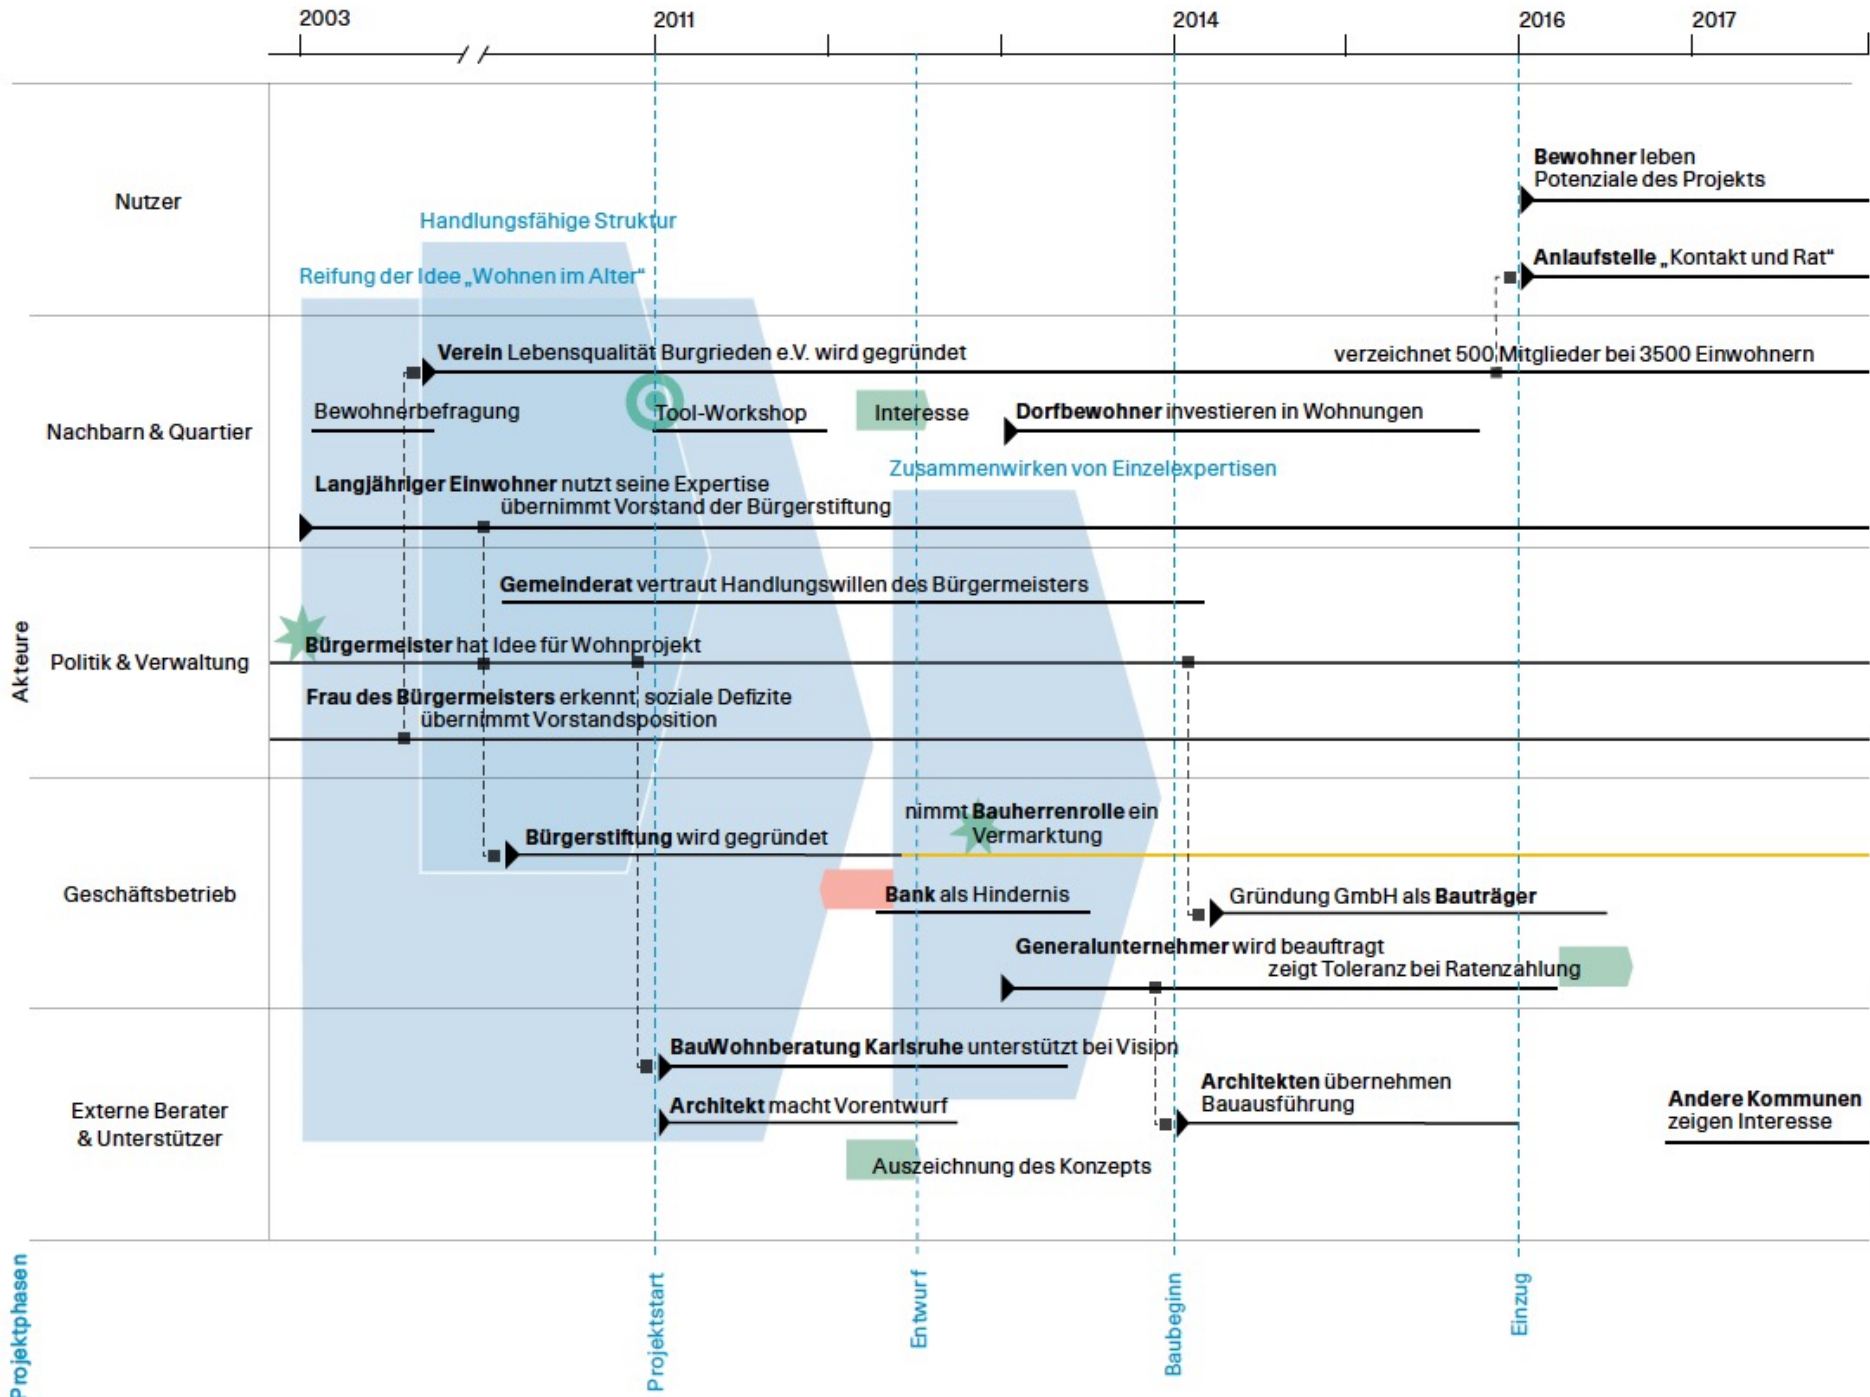 2003
2011
2014
2016
2017
Nutzer
Bewohner leben
Potenziale des Projekts
Handlungsfähige Struktur
Anlaufstelle „Kontakt und Rat“
Reifung der Idee „Wohnen im Alter“
Nachbarn & Quartier
Verein Lebensqualität Burgrieden e.V. wird gegründet
verzeichnet 500 Mitglieder bei 3500 Einwohnern
Bewohnerbefragung
Tool-Workshop
Interesse
Dorfbewohner investieren in Wohnungen
Zusammenwirken von Einzelexpertisen
Langjähriger Einwohner nutzt seine Expertise
übernimmt Vorstand der Bürgerstiftung
Akteure
Politik & Verwaltung
Gemeinderat vertraut Handlungswillen des Bürgermeisters
Bürgermeister hat Idee für Wohnprojekt
Frau des Bürgermeisters erkennt soziale Defizite
übernimmt Vorstandsposition
Geschäftsbetrieb
nimmt Bauherrenrolle ein
Vermarktung
Bürgerstiftung wird gegründet
Bank als Hindernis
Gründung GmbH als Bauträger
Generalunternehmer wird beauftragt
zeigt Toleranz bei Ratenzahlung
Externe Berater
& Unterstützer
BauWohnberatung Karlsruhe unterstützt bei Vision
Architekt macht Vorentwurf
Architekten übernehmen
Bauausführung
Andere Kommunen
zeigen Interesse
Auszeichnung des Konzepts
Projektphasen
Projektstart
Entwurf
Baubeginn
Einzug